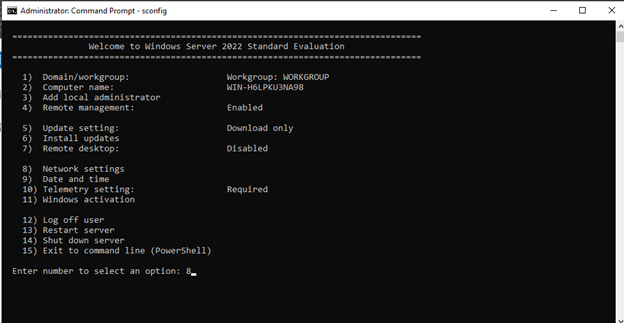 Administrator: Command Prompt - sconfig
================================================================================
Welcome to Windows Server 2022 Standard Evaluation
================================================================================
1) Domain/workgroup: Workgroup: WORKGROUP
2) Computer name: WIN-H6LPKU3NA98
3) Add local administrator
4) Remote management: Enabled
5) Update setting: Download only
6) Install updates
7) Remote desktop: Disabled
8) Network settings
9) Date and time
10) Telemetry setting: Required
11) Windows activation
12) Log off user
13) Restart server
14) Shut down server
15) Exit to command line (PowerShell)
Enter number to select an option: 8_